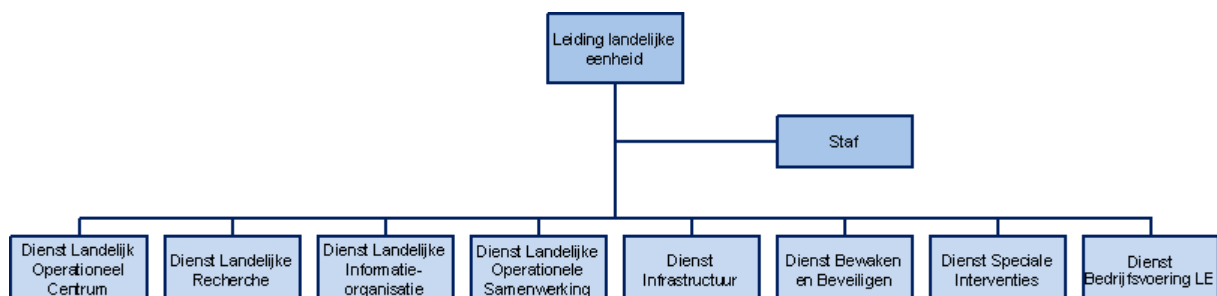 Leiding landelijke
eenheid
Staf
Dienst Landelijk
Operationeel
Centrum
Dienst Landelijke
Recherche
Dienst Landelijke
Informatie-
organisatie
Dienst Landelijke
Operationele
Samenwerking
Dienst
Infrastructuur
Dienst Bewaken
en Beveiligen
Dienst Speciale
Interventies
Dienst
Bedrijfsvoering LE